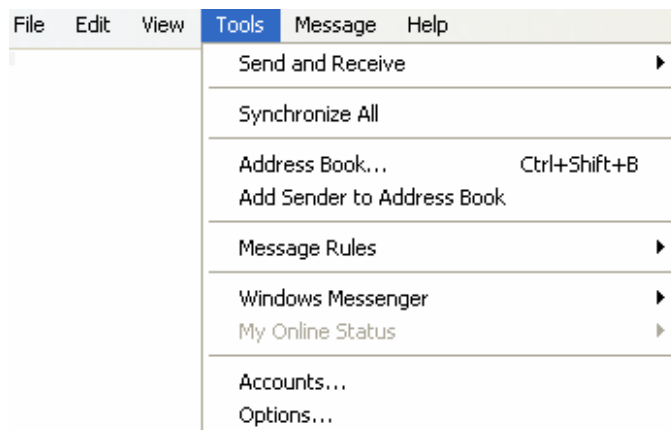 File Edit View Tools Message Help
Send and Receive
Synchronize All
Address Book... Ctrl+Shift+B
Add Sender to Address Book
Message Rules
Windows Messenger
My Online Status
Accounts...
Options...